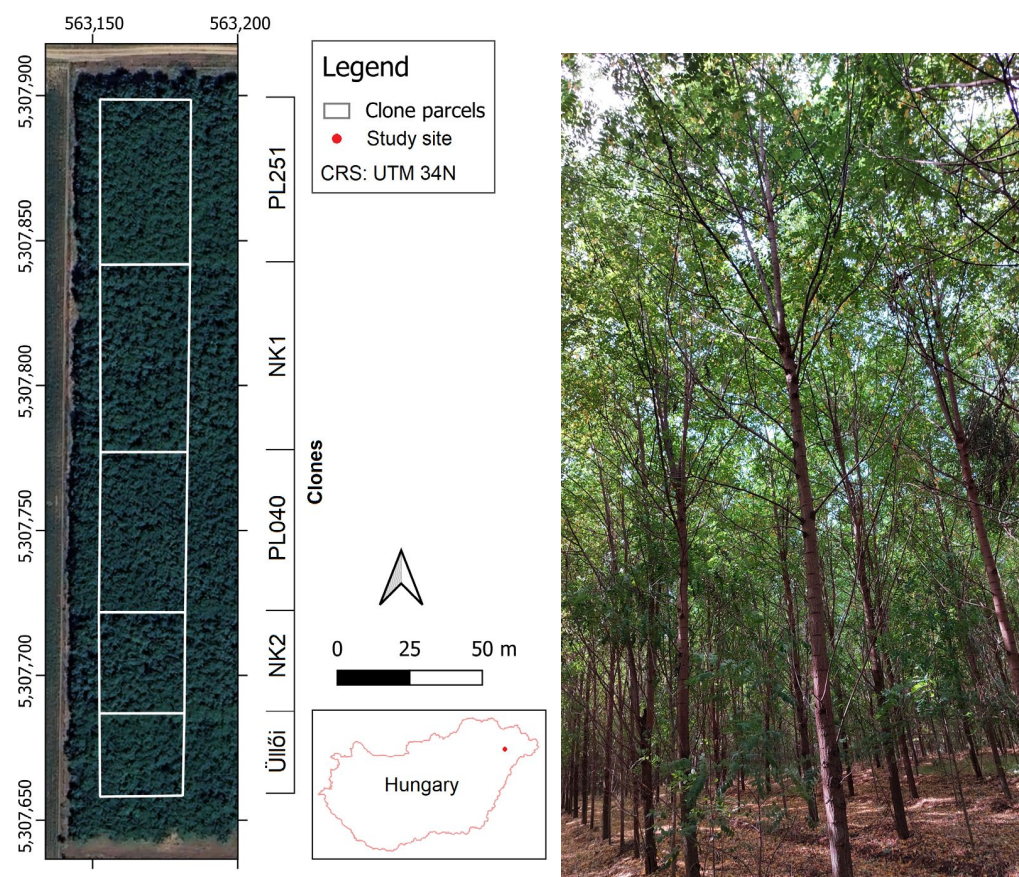 563,150 563,200
5,307,900
5,307,850
5,307,800
5,307,750
5,307,700
5,307,650
PL251
NK1
PL040
NK2
Üllői
Clones
Legend
Clone parcels
Study site
CRS: UTM 34N
0 25 50 m
Hungary